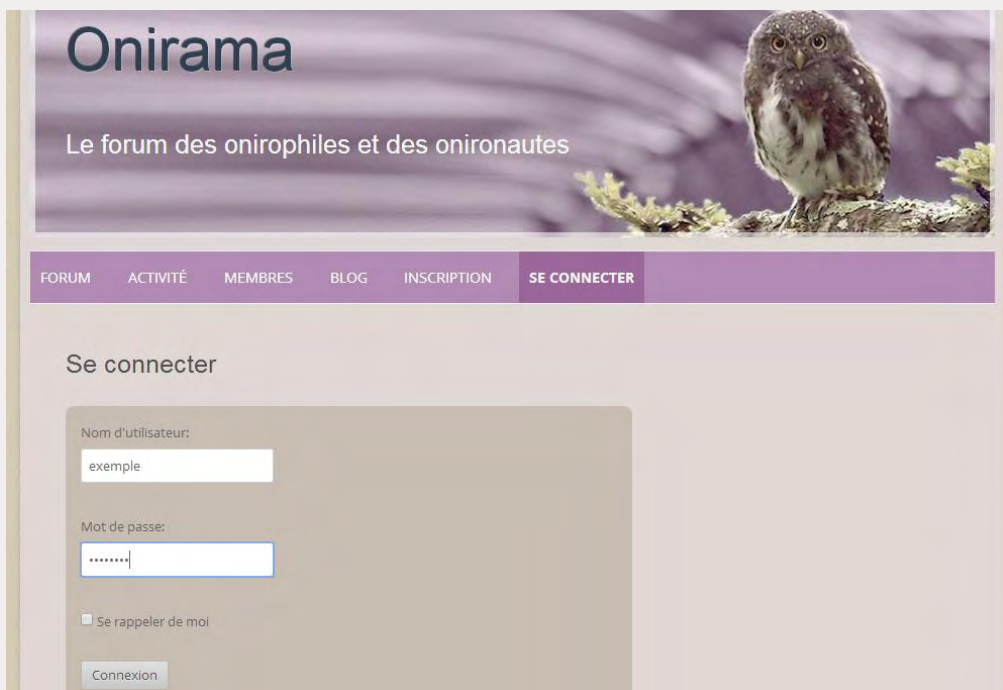 Onirama
Le forum des onirophiles et des onironautes
FORUM ACTIVITÉ MEMBRES BLOG INSCRIPTION SE CONNECTER
Se connecter
Nom d'utilisateur:
exemple
Mot de passe:
••••••••
Se rappeler de moi
Connexion